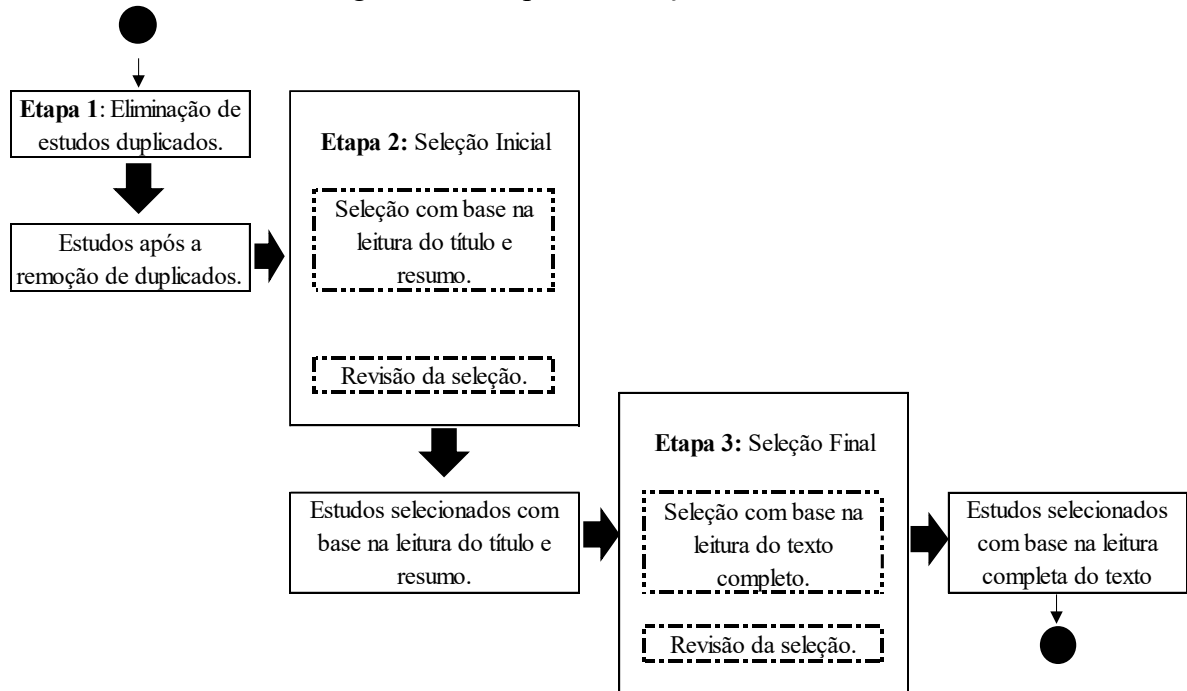 Etapa 1: Eliminação de
estudos duplicados.
Estudos após a
remoção de duplicados.
Etapa 2: Seleção Inicial
Seleção com base na
leitura do título e
resumo.
Revisão da seleção.
Estudos selecionados com
base na leitura do título e
resumo.
Etapa 3: Seleção Final
Seleção com base na
leitura do texto
completo.
Revisão da seleção.
Estudos selecionados
com base na leitura
completa do texto